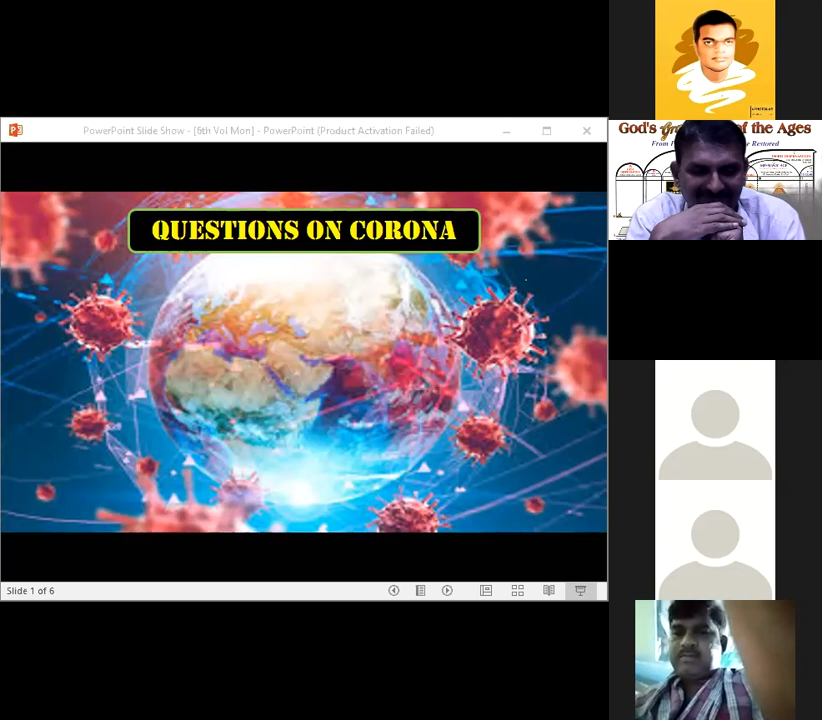 PowerPoint Slide Show - [6th Vol Mon] - PowerPoint (Product Activation Failed)
QUESTIONS ON CORONA
Slide 1 of 6
God's
of the Ages
Restored